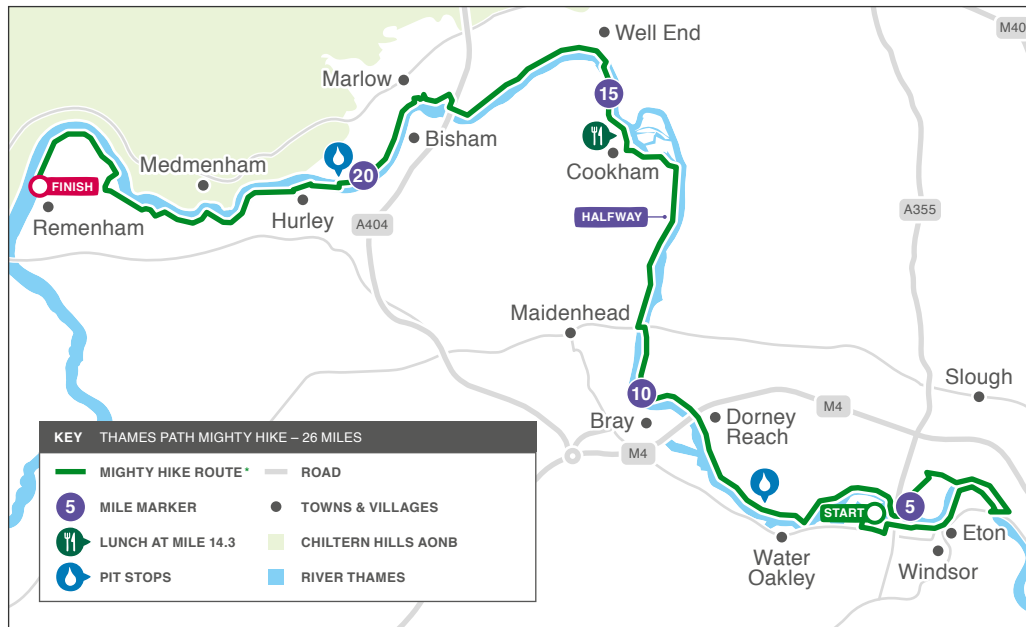 M40
Well End
Marlow
15
Bisham
Medmenham
20
Cookham
FINISH
Remenham
Hurley
HALFWAY
A404
A355
Maidenhead
Slough
10
Bray
Dorney
Reach
M4
M4
START
5
Eton
Water
Oakley
Windsor
KEY THAMES PATH MIGHTY HIKE – 26 MILES
MIGHTY HIKE ROUTE* ROAD
5 MILE MARKER TOWNS & VILLAGES
LUNCH AT MILE 14.3 CHILTERN HILLS AONB
PIT STOPS RIVER THAMES